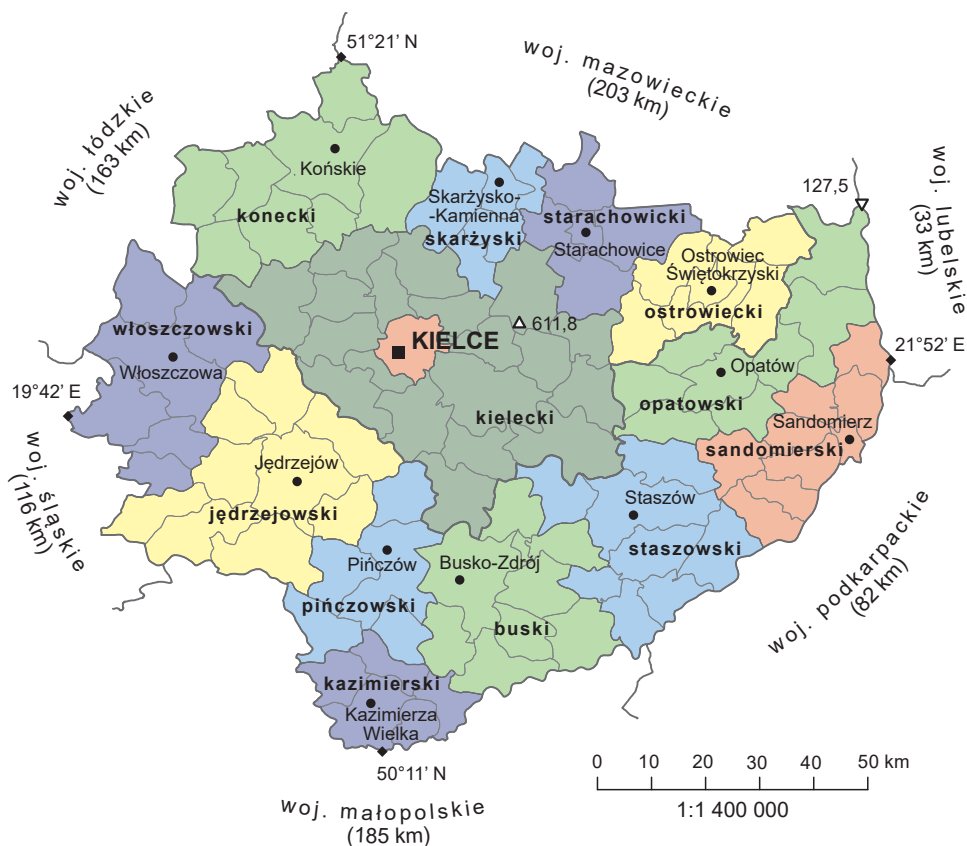 51°21’ N
woj. mazowieckie
(203 km)
woj. łódzkie
(163 km)
woj. lubelskie
(33 km)
127,5
Końskie
konecki
Skarżysko-
-Kamienna
skarżyski
starachowicki
Starachowice
Ostrowiec
Świętokrzyski
ostrowiecki
włoszczowski
Włoszczowa
KIELCE
611,8
21°52’ E
19°42’ E
Opatów
opatowski
kielecki
Sandomierz
sandomierski
woj. śląskie
(116 km)
Jędrzejów
jędrzejowski
Staszów
staszowski
woj. podkarpackie
(82 km)
Pińczów
pińczowski
Busko-Zdrój
buski
kazimierski
Kazimierza
Wielka
50°11’ N
woj. małopolskie
(185 km)
0 10 20 30 40 50 km
1:1 400 000